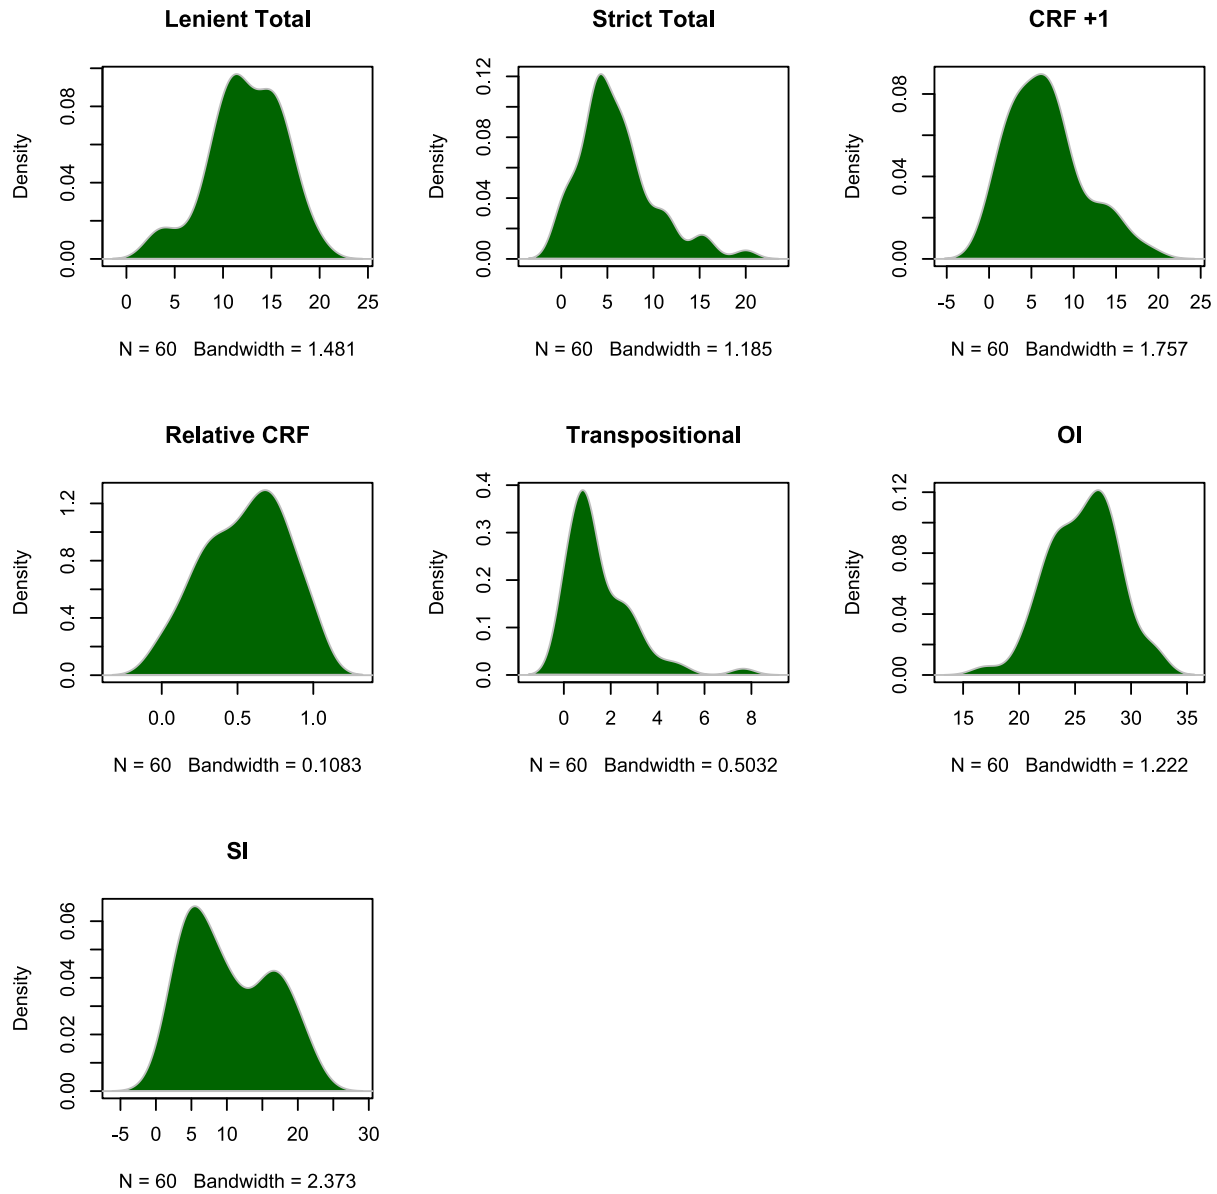 Lenient Total
Density
0.00 0.04 0.08
0 5 10 15 20 25
N = 60 Bandwidth = 1.481
Strict Total
Density
0.00 0.04 0.08 0.12
0 5 10 15 20
N = 60 Bandwidth = 1.185
CRF +1
Density
0.00 0.04 0.08
-5 0 5 10 15 20 25
N = 60 Bandwidth = 1.757
Relative CRF
Density
0.0 0.4 0.8 1.2
0.0 0.5 1.0
N = 60 Bandwidth = 0.1083
Transpositional
Density
0.0 0.1 0.2 0.3 0.4
0 2 4 6 8
N = 60 Bandwidth = 0.5032
OI
Density
0.00 0.04 0.08 0.12
15 20 25 30 35
N = 60 Bandwidth = 1.222
SI
Density
0.00 0.02 0.04 0.06
-5 0 5 10 20 30
N = 60 Bandwidth = 2.373